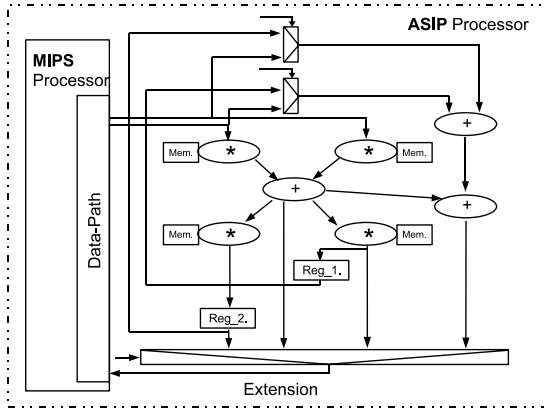 ASIP Processor
MIPS
Processor
Data-Path
+
Mem. * * Mem.
+
+
Mem. * * Mem.
Reg_1.
Reg_2.
Extension